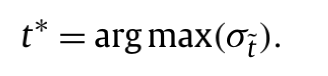 t* = arg max(σ_t̃).